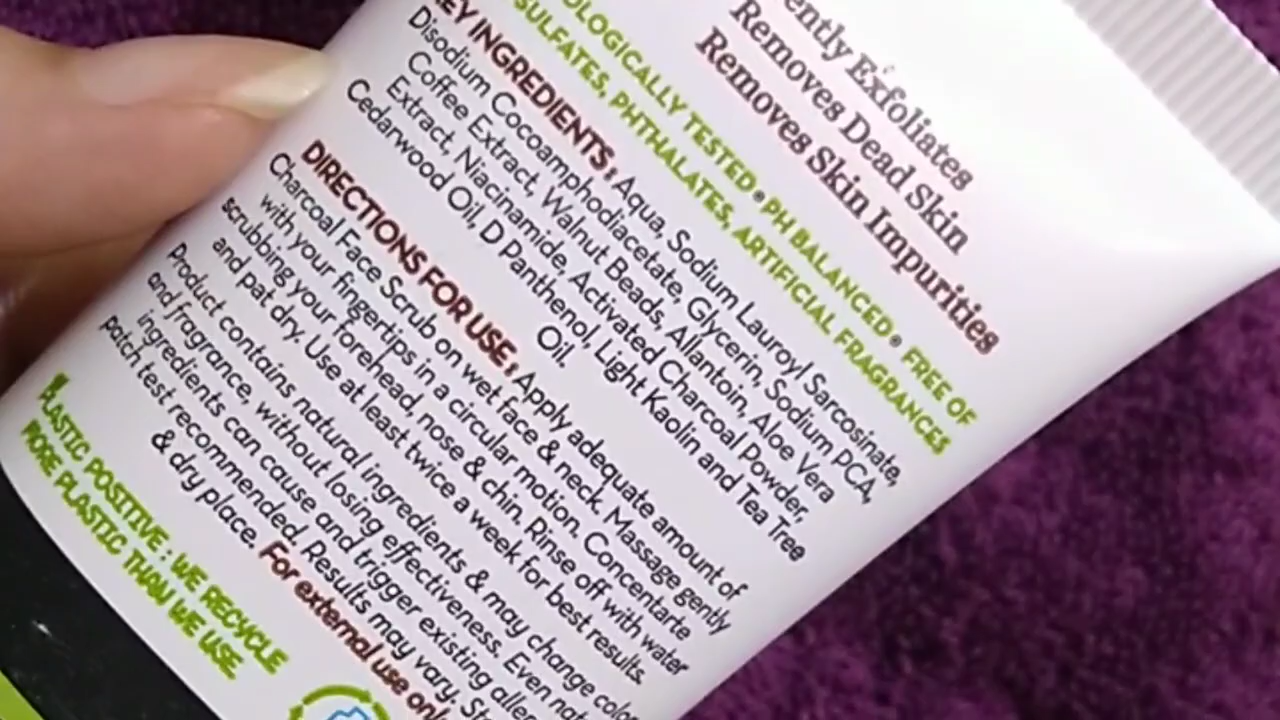 ently Exfoliates
Removes Dead Skin
Removes Skin Impurities
OLOGICALLY TESTED • PH BALANCED • FREE OF
SULFATES, PHTHALATES, ARTIFICIAL FRAGRANCES
EY INGREDIENTS : Aqua, Sodium Lauroyl Sarcosinate,
Disodium Cocoamphodiacetate, Glycerin, Sodium PCA,
Coffee Extract, Walnut Beads, Allantoin, Aloe Vera
Extract, Niacinamide, Activated Charcoal Powder,
Cedarwood Oil, D Panthenol, Light Kaolin and Tea Tree
Oil.
DIRECTIONS FOR USE : Apply adequate amount of
Charcoal Face Scrub on wet face & neck. Massage gently
with your fingertips in a circular motion. Concentarte
scrubbing your forehead, nose & chin. Rinse off with water
and pat dry. Use at least twice a week for best results.
Product contains natural ingredients & may change colo
and fragrance, without losing effectiveness. Even nat
ingredients can cause and trigger existing aller
patch test recommended. Results may vary. Sto
& dry place. For external use only
PLASTIC POSITIVE : WE RECYCLE
MORE PLASTIC THAN WE USE